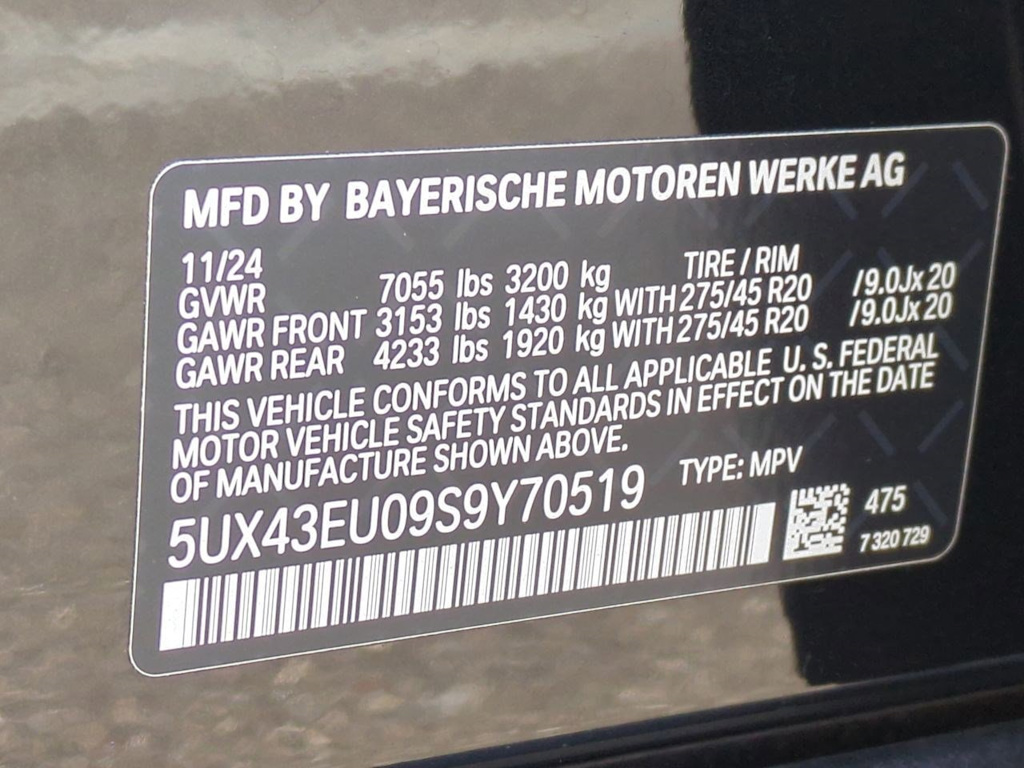 MFD BY BAYERISCHE MOTOREN WERKE AG
11/24 TIRE / RIM
GVWR 7055 lbs 3200 kg
GAWR FRONT 3153 lbs 1430 kg WITH 275/45 R20 /9.0Jx20
GAWR REAR 4233 lbs 1920 kg WITH 275/45 R20 /9.0Jx20
THIS VEHICLE CONFORMS TO ALL APPLICABLE U. S. FEDERAL
MOTOR VEHICLE SAFETY STANDARDS IN EFFECT ON THE DATE
OF MANUFACTURE SHOWN ABOVE.
5UX43EU09S9Y70519 TYPE: MPV
475
7 320 729